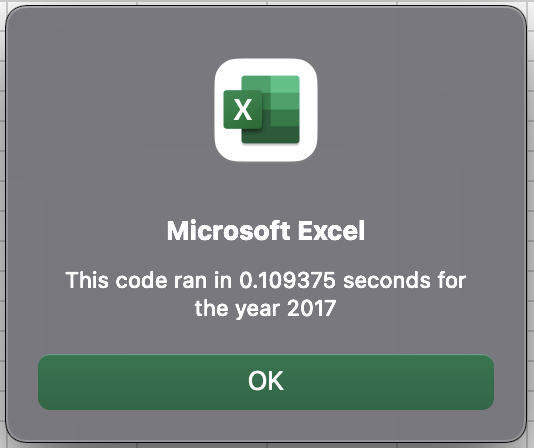 X
Microsoft Excel
This code ran in 0.109375 seconds for
the year 2017
OK